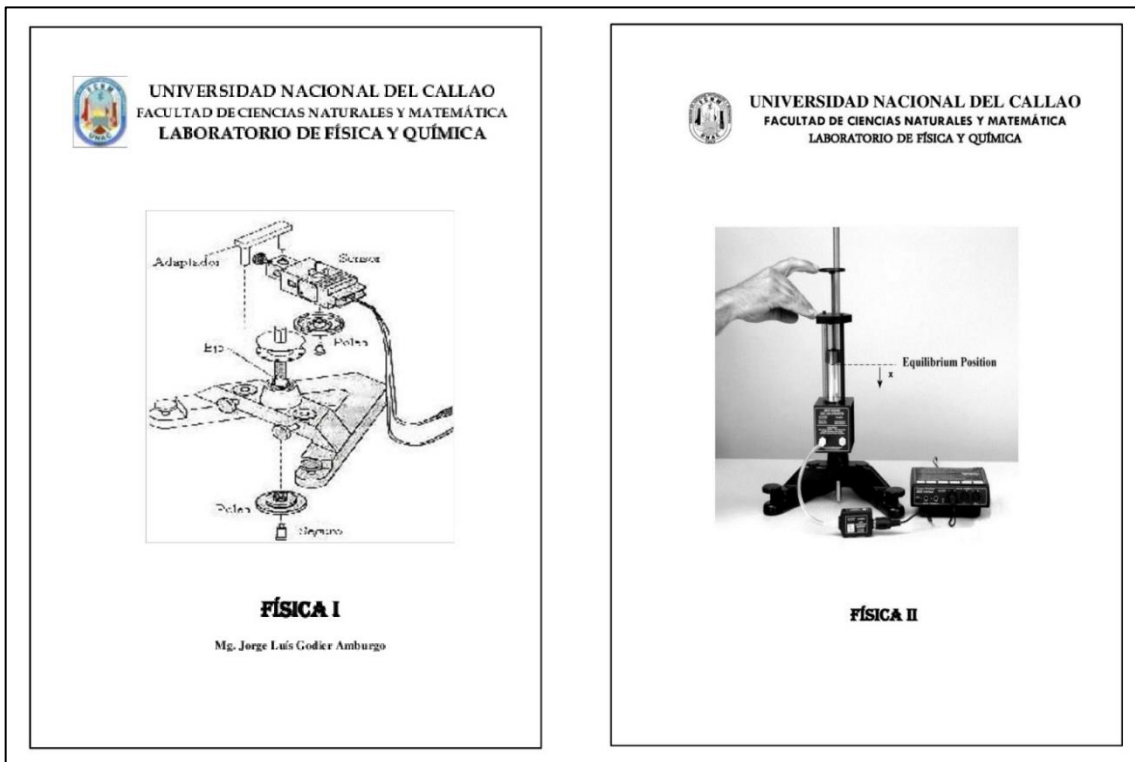 UNIVERSIDAD NACIONAL DEL CALLAO
FACULTAD DE CIENCIAS NATURALES Y MATEMÁTICA
LABORATORIO DE FÍSICA Y QUÍMICA
Adaptador
Sensor
Polea
Eje
Polea
Seguro
FÍSICA I
Mg. Jorge Luís Godier Amburgo
UNIVERSIDAD NACIONAL DEL CALLAO
FACULTAD DE CIENCIAS NATURALES Y MATEMÁTICA
LABORATORIO DE FÍSICA Y QUÍMICA
Equilibrium Position
x
FÍSICA II